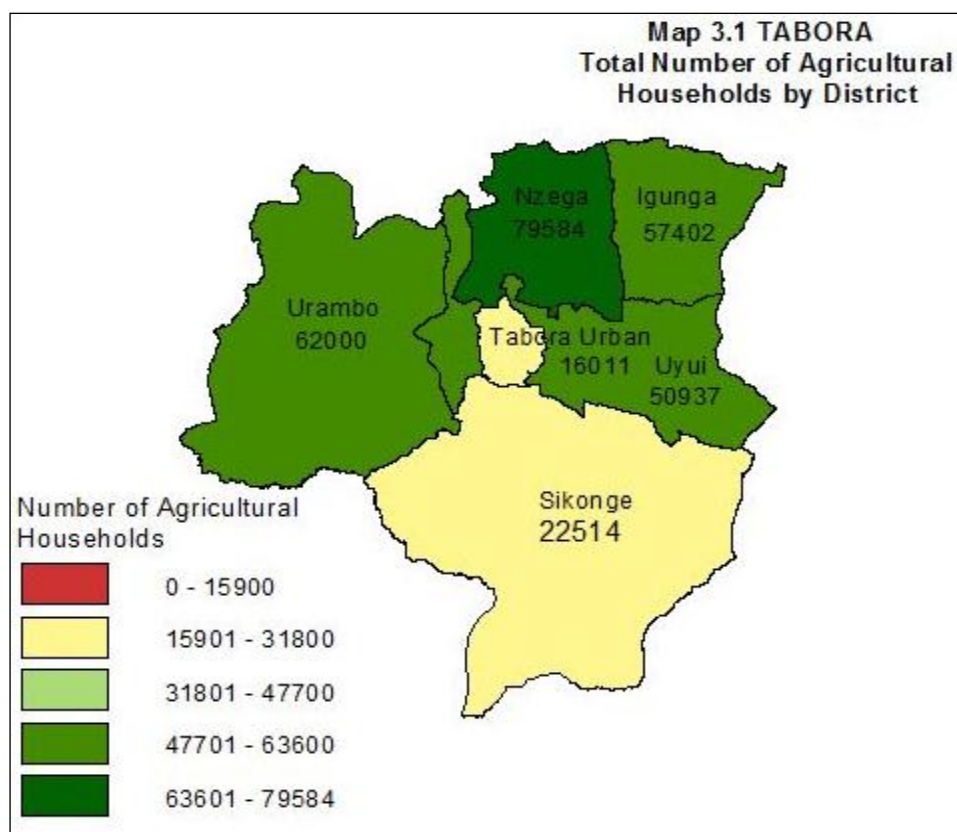 Map 3.1 TABORA
Total Number of Agricultural
Households by District
Nzega
79584
Igunga
57402
Urambo
62000
Tabora Urban
16011
Uyui
50937
Sikonge
22514
Number of Agricultural
Households
0 - 15900
15901 - 31800
31801 - 47700
47701 - 63600
63601 - 79584